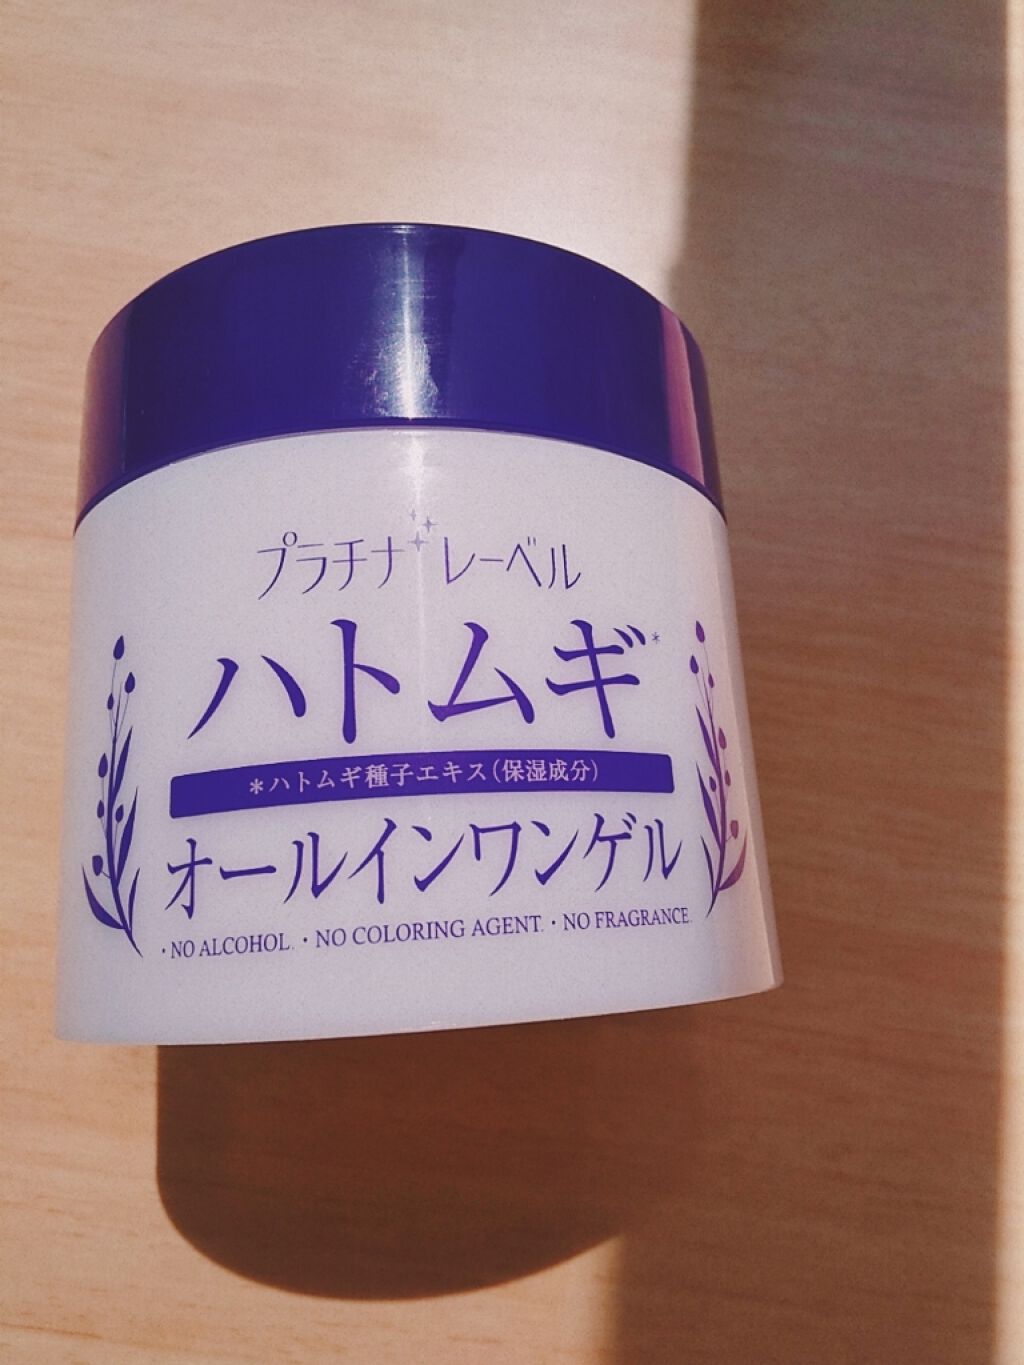 プラチナレーベル
ハトムギ*
*ハトムギ種子エキス(保湿成分)
オールインワンゲル
・NO ALCOHOL. ・NO COLORING AGENT. ・NO FRAGRANCE.